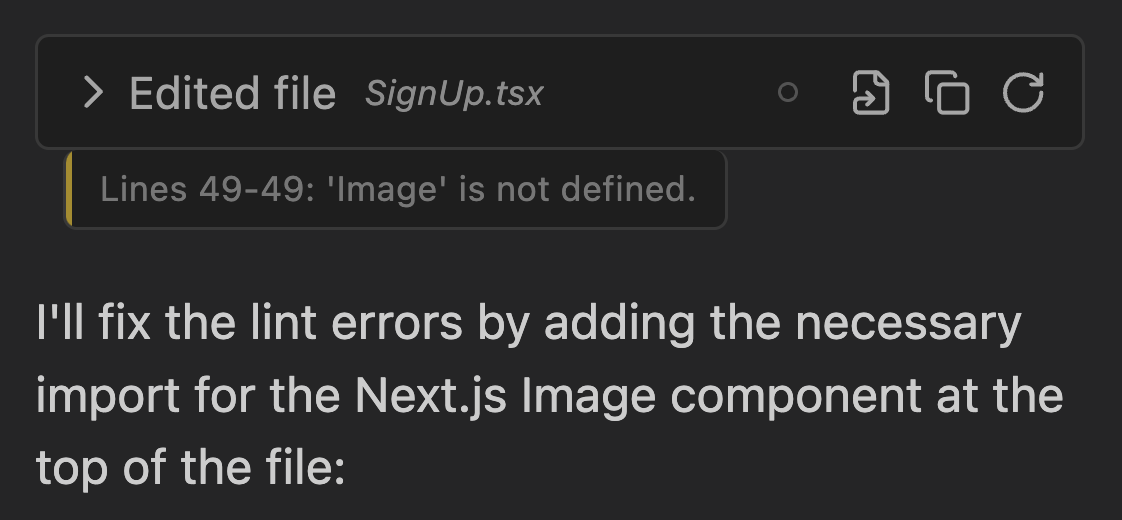 Edited file SignUp.tsx
Lines 49-49: 'Image' is not defined.
I'll fix the lint errors by adding the necessary
import for the Next.js Image component at the
top of the file: